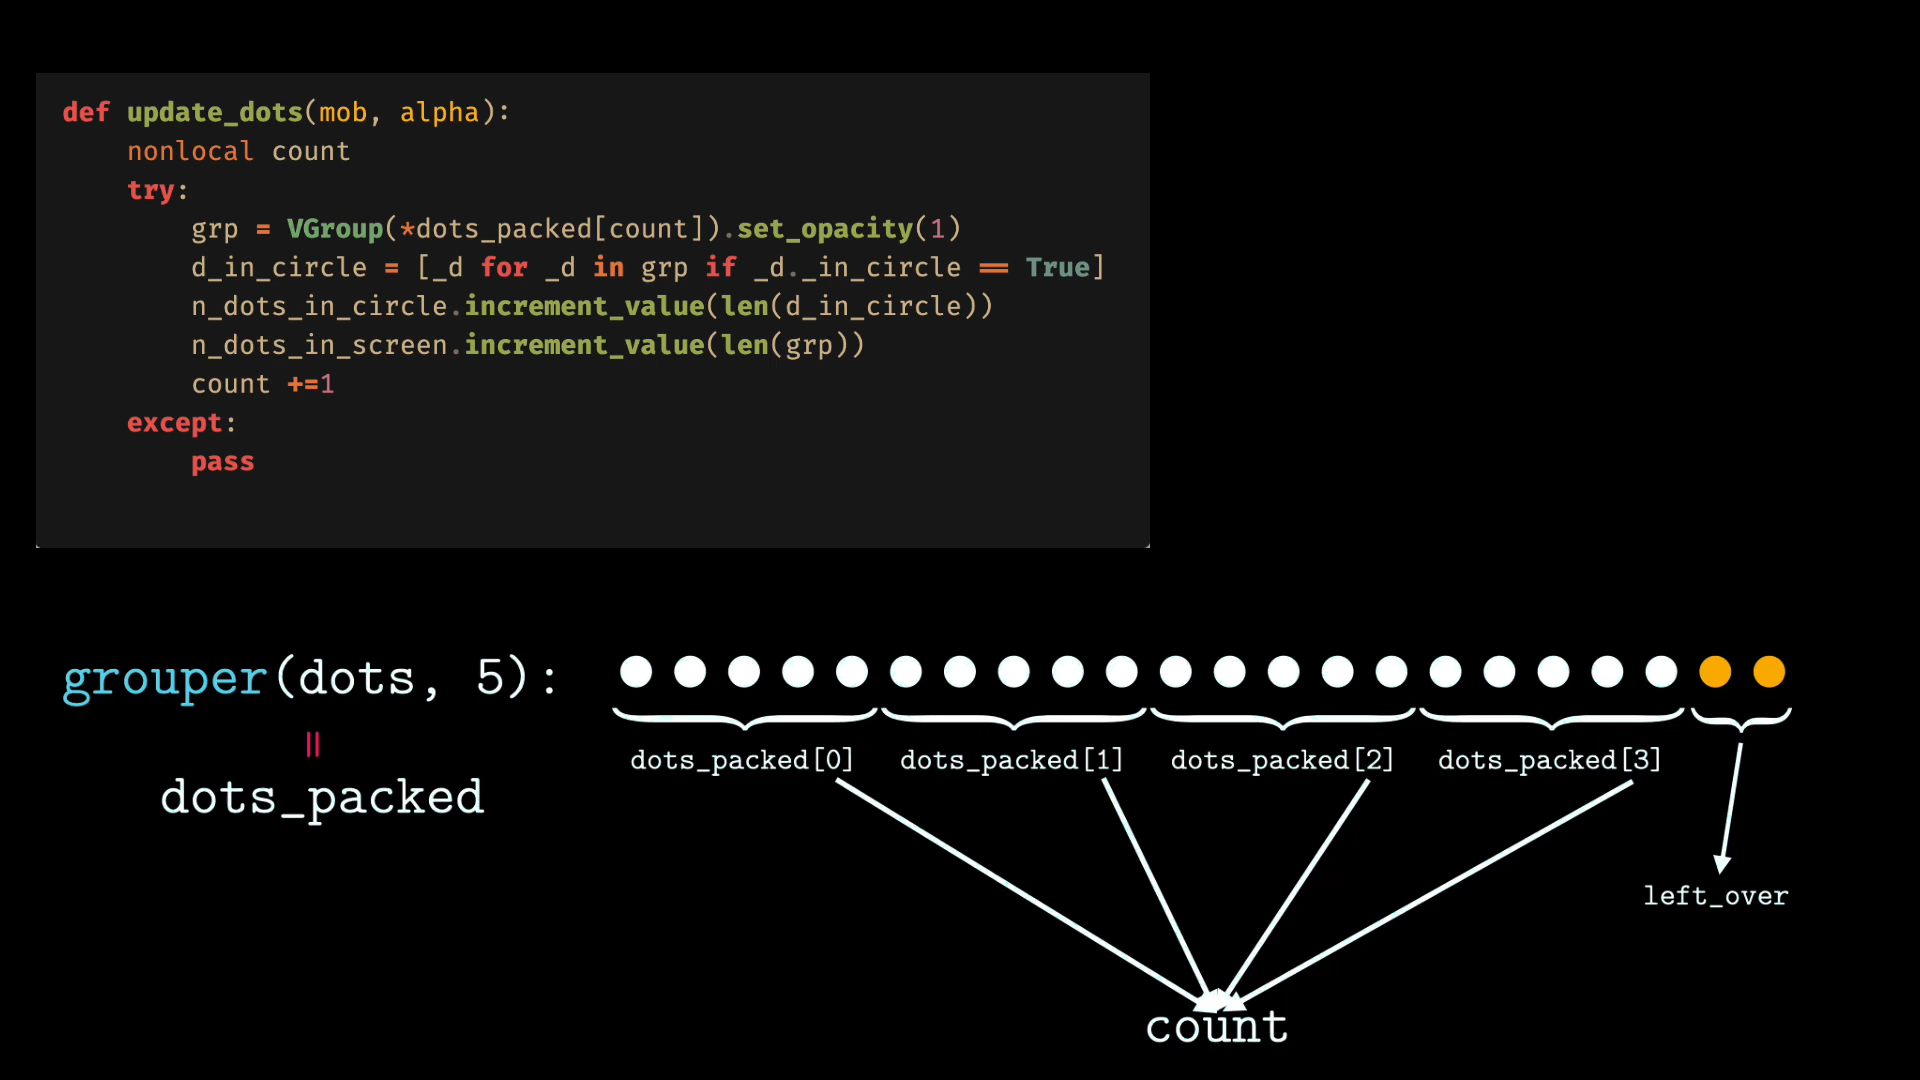 def update_dots(mob, alpha):
    nonlocal count
    try:
        grp = VGroup(*dots_packed[count]).set_opacity(1)
        d_in_circle = [_d for _d in grp if _d._in_circle == True]
        n_dots_in_circle.increment_value(len(d_in_circle))
        n_dots_in_screen.increment_value(len(grp))
        count +=1
    except:
        pass
grouper(dots, 5):
=
dots_packed
dots_packed[0] dots_packed[1] dots_packed[2] dots_packed[3]
left_over
count